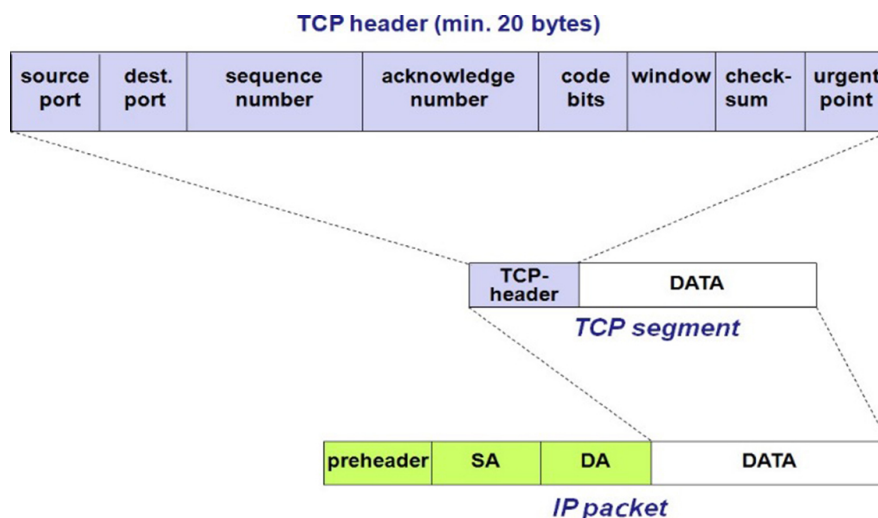 TCP header (min. 20 bytes)
source port
dest. port
sequence number
acknowledge number
code bits
window
check-sum
urgent point
TCP-header
DATA
TCP segment
preheader
SA
DA
DATA
IP packet